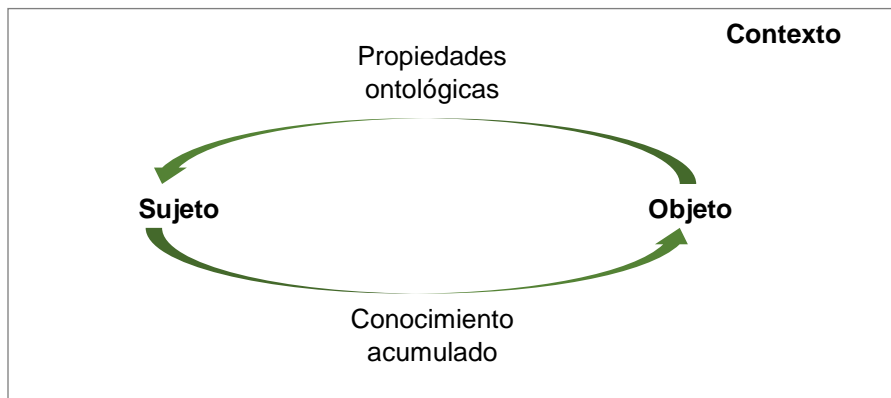 Contexto
Propiedades
ontológicas
Sujeto
Objeto
Conocimiento
acumulado